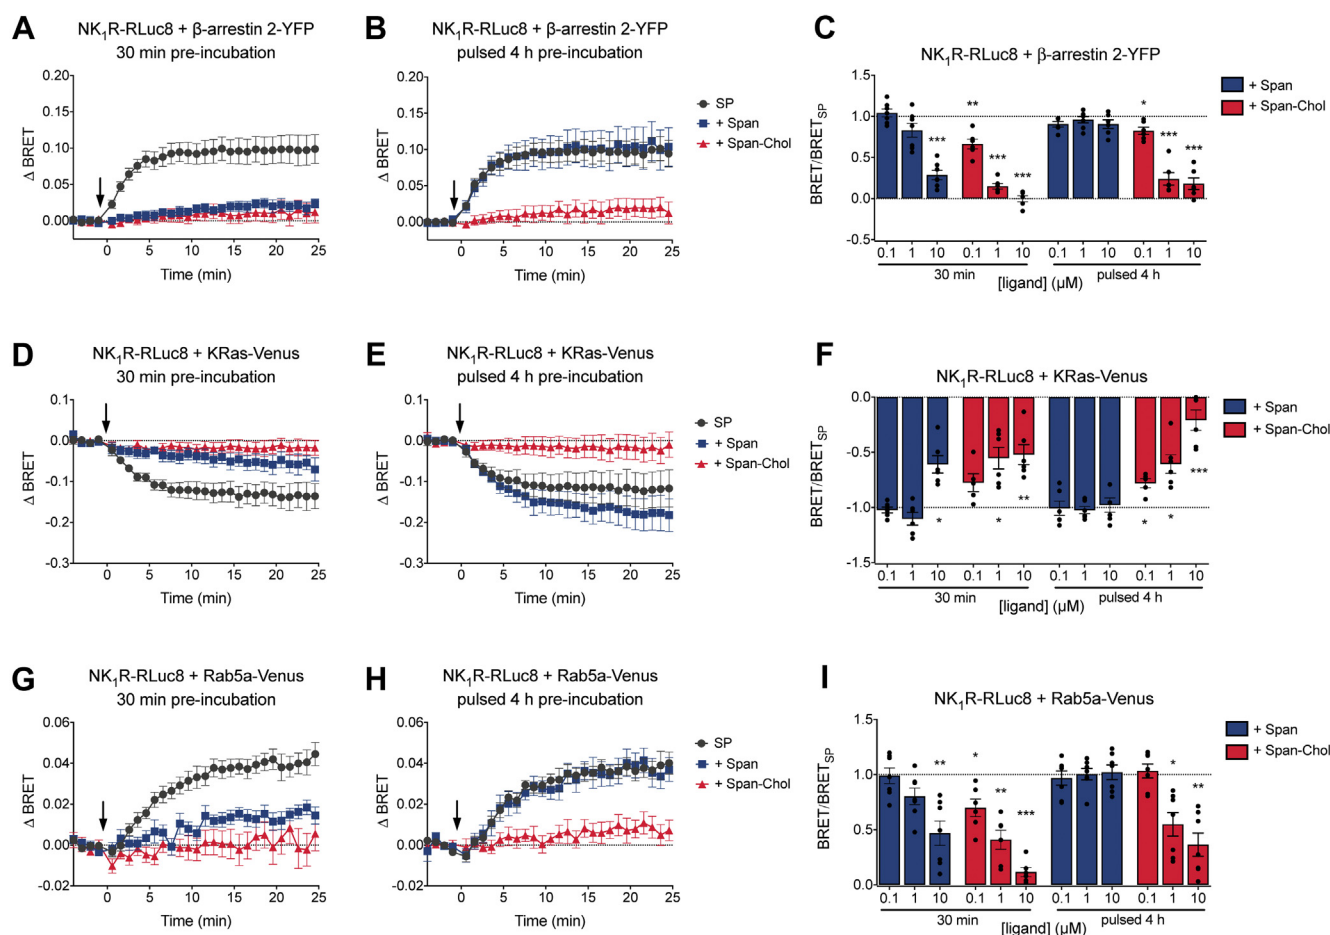 A
NK₁R-RLuc8 + β-arrestin 2-YFP
30 min pre-incubation
0.20
0.15
0.10
0.05
0.00
Δ BRET
0 5 10 15 20 25
Time (min)
B
NK₁R-RLuc8 + β-arrestin 2-YFP
pulsed 4 h pre-incubation
0.20
0.15
0.10
0.05
0.00
Δ BRET
0 5 10 15 20 25
Time (min)
SP
+ Span
+ Span-Chol
C
NK₁R-RLuc8 + β-arrestin 2-YFP
1.5
1.0
0.5
0.0
-0.5
BRET/BRET_SP
*** ** *** *** * *** ***
0.1 1 10 0.1 1 10 0.1 1 10 0.1 1 10
30 min pulsed 4 h
[ligand] (μM)
+ Span
+ Span-Chol
D
NK₁R-RLuc8 + KRas-Venus
30 min pre-incubation
0.1
0.0
-0.1
-0.2
-0.3
Δ BRET
0 5 10 15 20 25
Time (min)
E
NK₁R-RLuc8 + KRas-Venus
pulsed 4 h pre-incubation
0.1
0.0
-0.1
-0.2
-0.3
Δ BRET
0 5 10 15 20 25
Time (min)
SP
+ Span
+ Span-Chol
F
NK₁R-RLuc8 + KRas-Venus
0.0
-0.5
-1.0
-1.5
BRET/BRET_SP
* * ** * * ***
0.1 1 10 0.1 1 10 0.1 1 10 0.1 1 10
30 min pulsed 4 h
[ligand] (μM)
+ Span
+ Span-Chol
G
NK₁R-RLuc8 + Rab5a-Venus
30 min pre-incubation
0.06
0.04
0.02
0.00
-0.02
Δ BRET
0 5 10 15 20 25
Time (min)
H
NK₁R-RLuc8 + Rab5a-Venus
pulsed 4 h pre-incubation
0.06
0.04
0.02
0.00
-0.02
Δ BRET
0 5 10 15 20 25
Time (min)
SP
+ Span
+ Span-Chol
I
NK₁R-RLuc8 + Rab5a-Venus
1.5
1.0
0.5
0.0
BRET/BRET_SP
** * ** *** * **
0.1 1 10 0.1 1 10 0.1 1 10 0.1 1 10
30 min pulsed 4 h
[ligand] (μM)
+ Span
+ Span-Chol